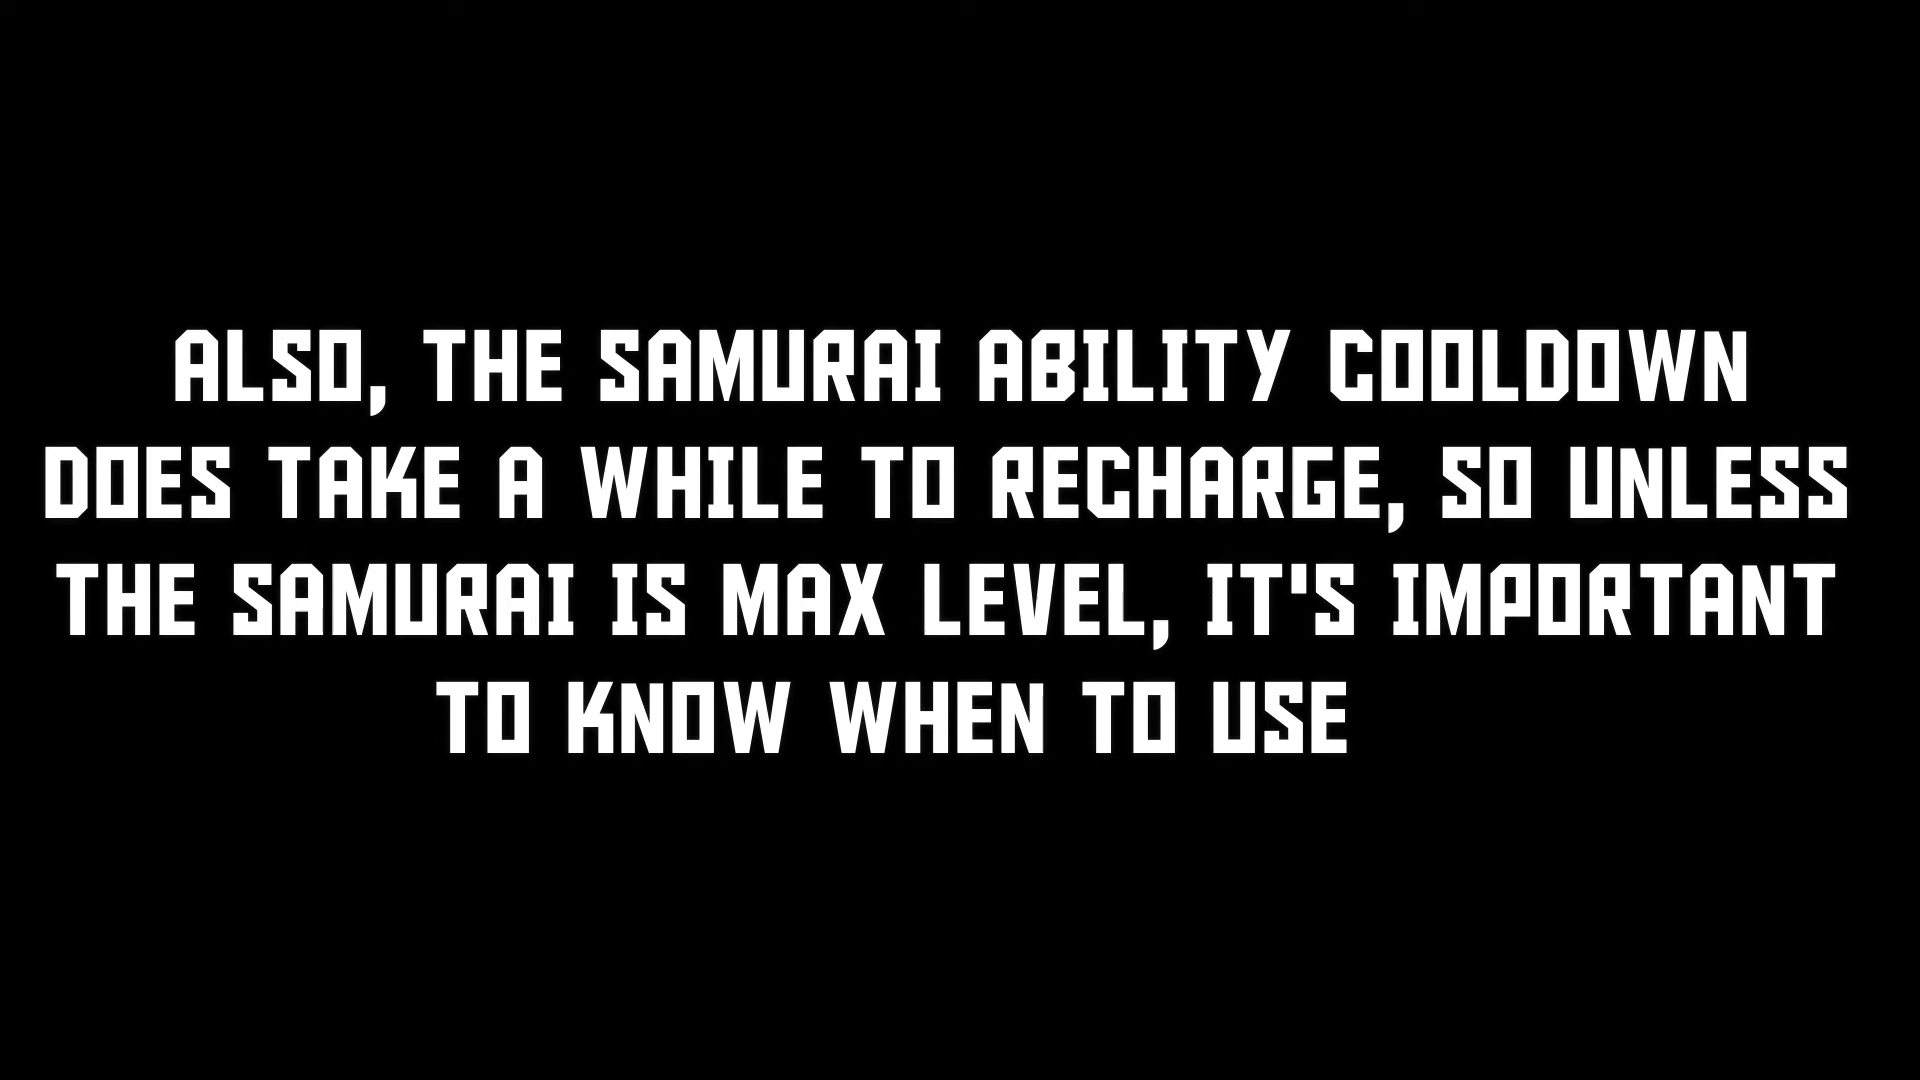 ALSO, THE SAMURAI ABILITY COOLDOWN
DOES TAKE A WHILE TO RECHARGE, SO UNLESS
THE SAMURAI IS MAX LEVEL, IT'S IMPORTANT
TO KNOW WHEN TO USE